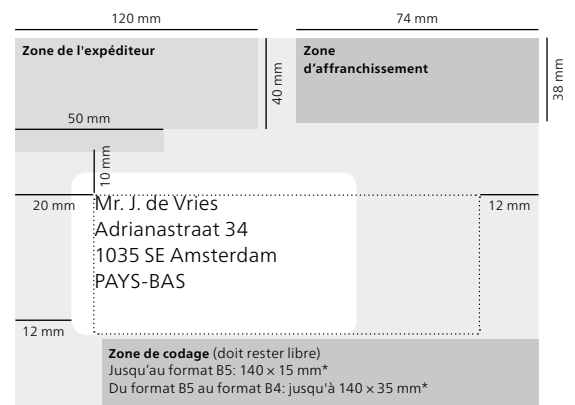 120 mm
74 mm
Zone de l'expéditeur
Zone
d’affranchissement
40 mm
38 mm
50 mm
10 mm
20 mm
12 mm
Mr. J. de Vries
Adrianastraat 34
1035 SE Amsterdam
PAYS-BAS
12 mm
Zone de codage (doit rester libre)
Jusqu’au format B5: 140 × 15 mm*
Du format B5 au format B4: jusqu'à 140 × 35 mm*